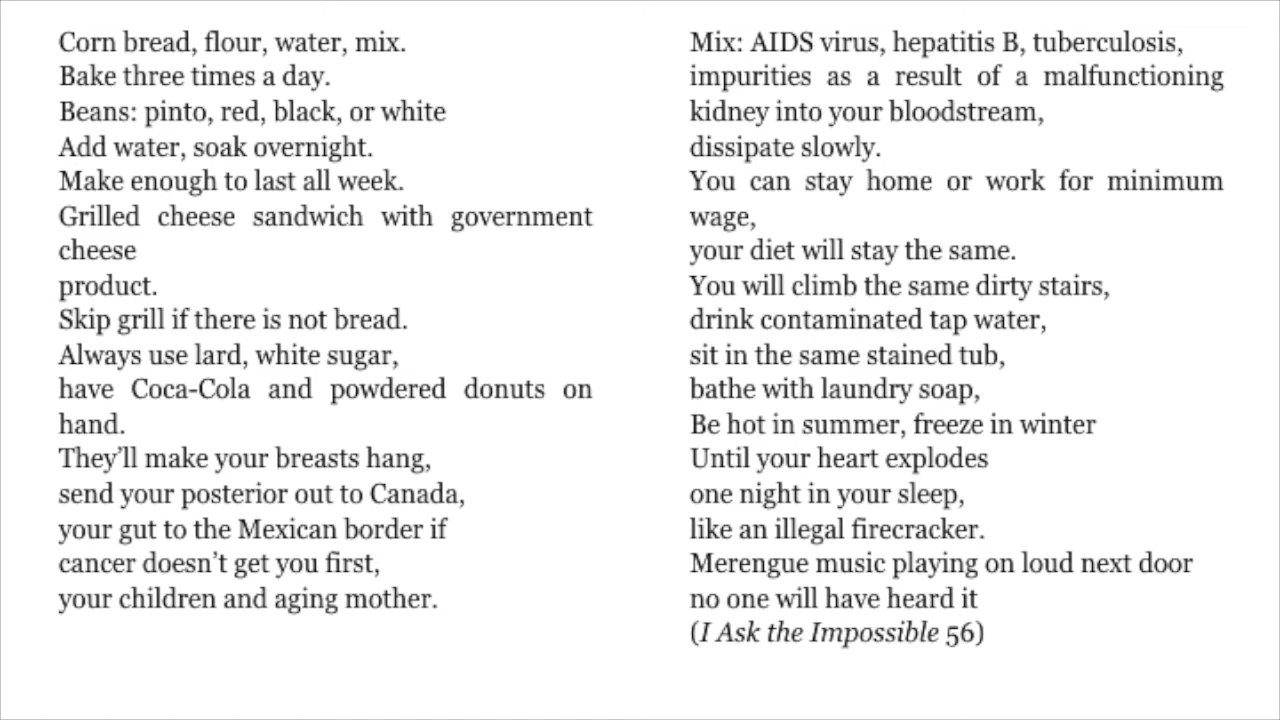 Corn bread, flour, water, mix.
Bake three times a day.
Beans: pinto, red, black, or white
Add water, soak overnight.
Make enough to last all week.
Grilled cheese sandwich with government
cheese
product.
Skip grill if there is not bread.
Always use lard, white sugar,
have Coca-Cola and powdered donuts on
hand.
They’ll make your breasts hang,
send your posterior out to Canada,
your gut to the Mexican border if
cancer doesn’t get you first,
your children and aging mother.
Mix: AIDS virus, hepatitis B, tuberculosis,
impurities as a result of a malfunctioning
kidney into your bloodstream,
dissipate slowly.
You can stay home or work for minimum
wage,
your diet will stay the same.
You will climb the same dirty stairs,
drink contaminated tap water,
sit in the same stained tub,
bathe with laundry soap,
Be hot in summer, freeze in winter
Until your heart explodes
one night in your sleep,
like an illegal firecracker.
Merengue music playing on loud next door
no one will have heard it
(I Ask the Impossible 56)